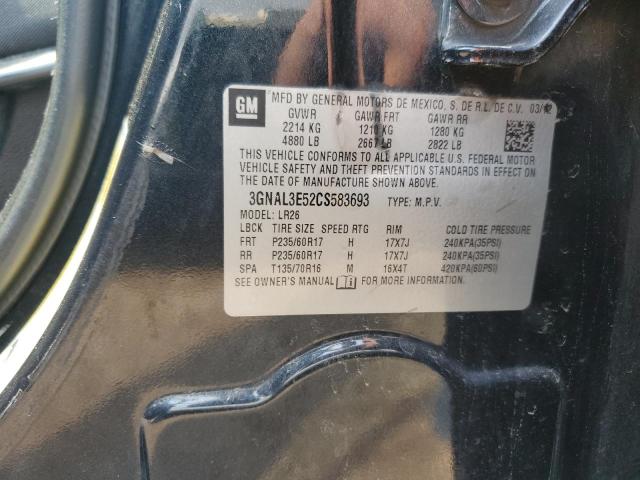 GM MFD BY GENERAL MOTORS DE MEXICO, S. DE R.L. DE C.V. 03/12
GVWR GAWR FRT GAWR RR
2214 KG 1210 KG 1280 KG
4880 LB 2667 LB 2822 LB
THIS VEHICLE CONFORMS TO ALL APPLICABLE U.S. FEDERAL MOTOR
VEHICLE SAFETY AND THEFT PREVENTION STANDARDS IN EFFECT ON
THE DATE OF MANUFACTURE SHOWN ABOVE.
3GNAL3E52CS583693 TYPE: M.P.V.
MODEL: LR26
LBCK TIRE SIZE SPEED RTG RIM COLD TIRE PRESSURE
FRT P235/60R17 H 17X7J 240KPA(35PSI)
RR P235/60R17 H 17X7J 240KPA(35PSI)
SPA T135/70R16 M 16X4T 420KPA(60PSI)
SEE OWNER'S MANUAL FOR MORE INFORMATION.